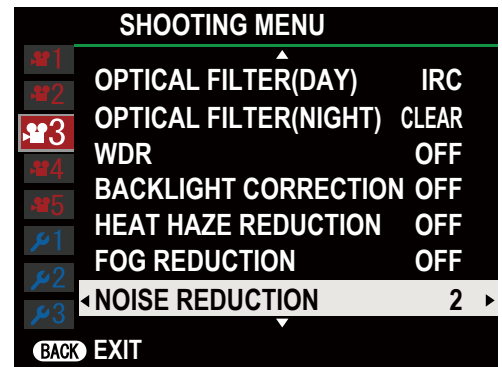 SHOOTING MENU
1
2
3
4
5
1
2
3
OPTICAL FILTER(DAY) IRC
OPTICAL FILTER(NIGHT) CLEAR
WDR OFF
BACKLIGHT CORRECTION OFF
HEAT HAZE REDUCTION OFF
FOG REDUCTION OFF
NOISE REDUCTION 2
BACK EXIT